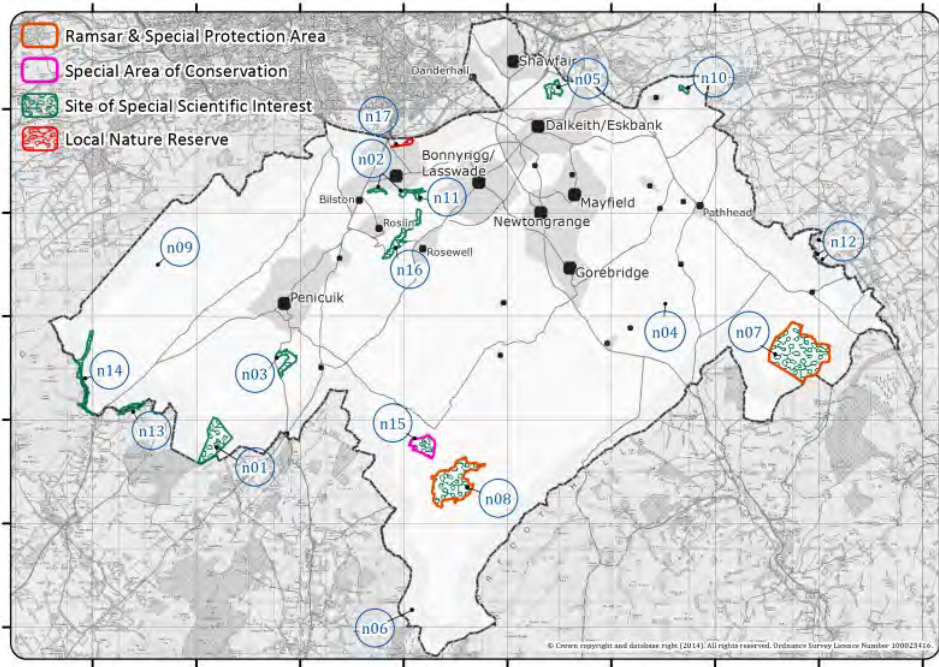 Ramsar & Special Protection Area
Special Area of Conservation
Site of Special Scientific Interest
Local Nature Reserve
Shawfair
Danderhall
n05
n10
n17
Dalkeith/Eskbank
n02
Bonnyrigg/
Lasswade
n11
Bilston
Mayfield
Newtongrange
Pathhead
Roslin
Rosewell
n09
n12
n16
Gorebridge
Penicuik
n04
n07
n03
n14
n15
n13
n01
n08
n06
© Crown copyright and database right (2014). All rights reserved. Ordnance Survey Licence Number 100023416.